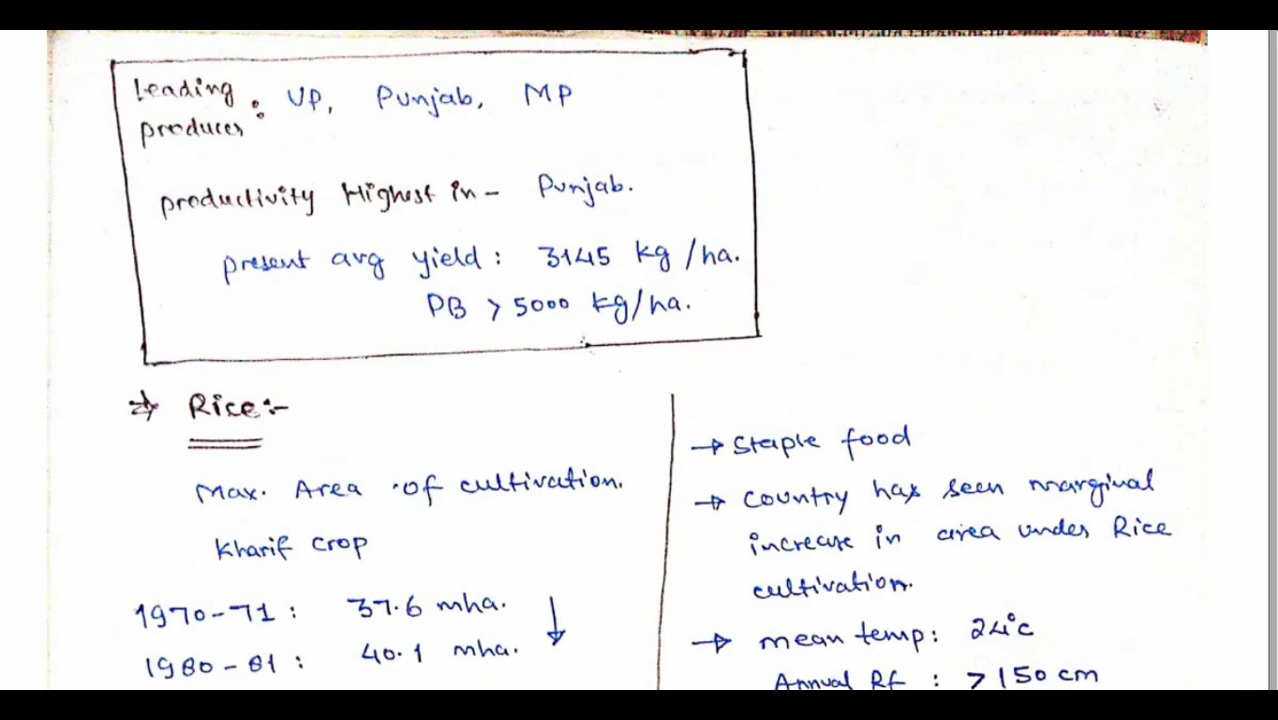 Leading : UP, Punjab, MP
producer
productivity Highest in - Punjab.
present avg yield : 3145 kg/ha.
PB > 5000 kg/ha.
⇒ Rice :-
Max. Area of cultivation.
Kharif crop
1970-71 : 37.6 mha. ↓
1980-81 : 40.1 mha.
→ Staple food
→ Country has seen marginal
increase in area under Rice
cultivation.
→ mean temp : 24°C
Annual RF : > 150 cm